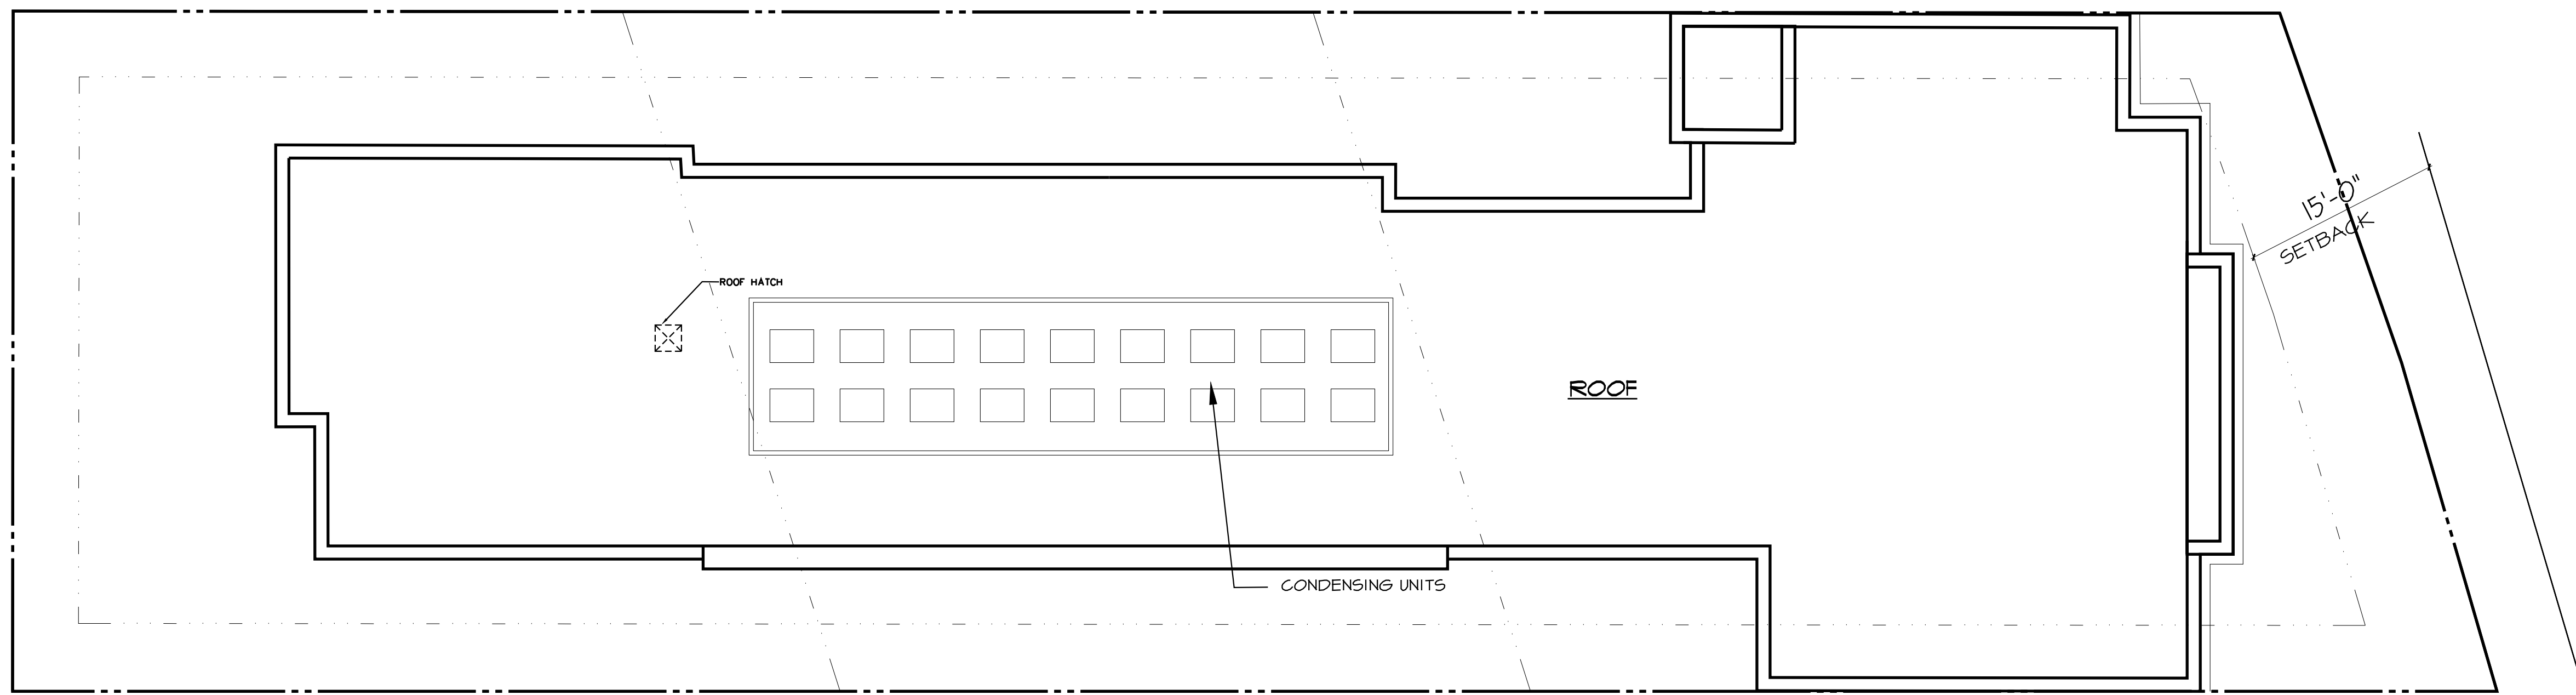 15'-0"
SETBACK
ROOF HATCH
ROOF
CONDENSING UNITS